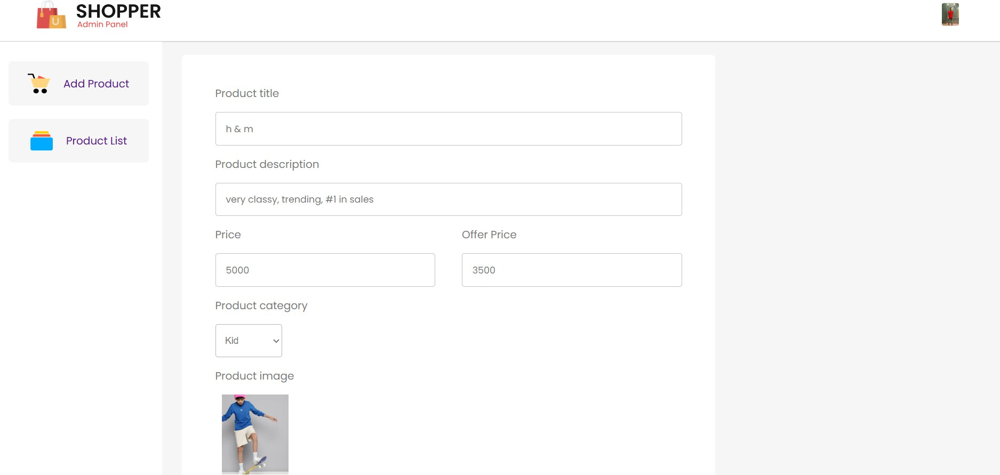 SHOPPER
Admin Panel
U
Add Product
Product List
Product title
h & m
Product description
very classy, trending, #1 in sales
Price
Offer Price
5000
3500
Product category
Kid
Product image